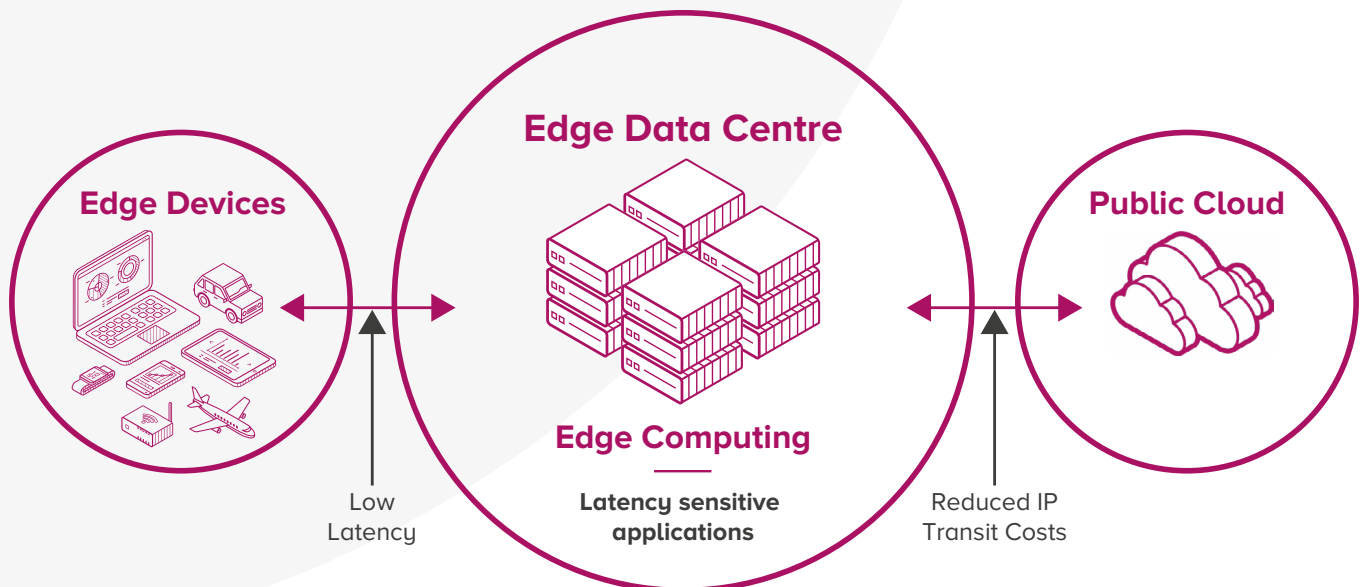 Edge Devices
Low
Latency
Edge Data Centre
Edge Computing
Latency sensitive
applications
Reduced IP
Transit Costs
Public Cloud